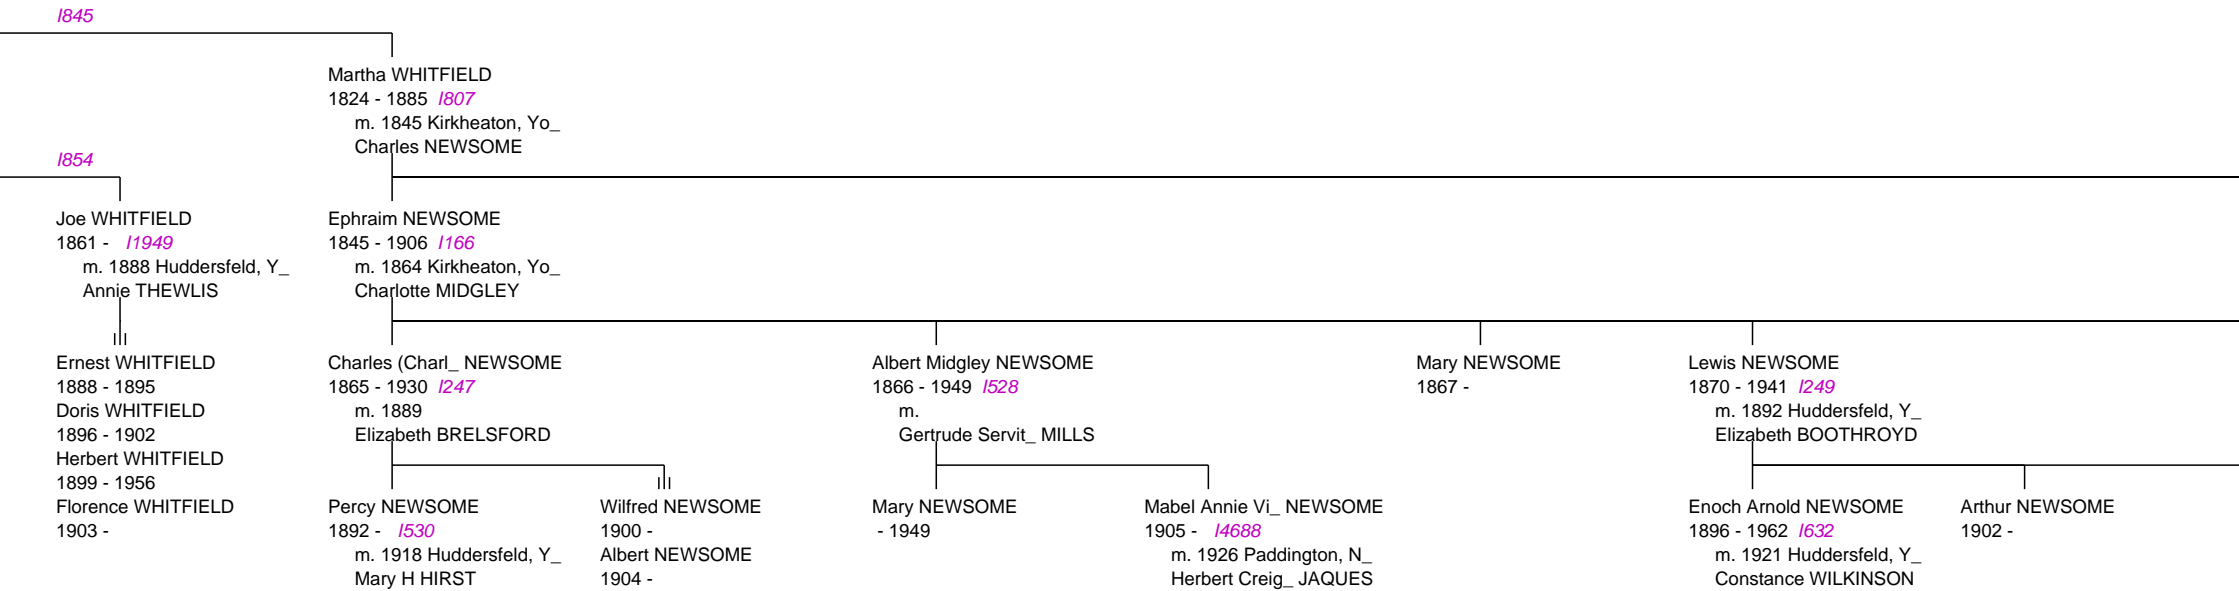 I845
Martha WHITFIELD
1824 - 1885 I807
m. 1845 Kirkheaton, Yo_
Charles NEWSOME
I854
Joe WHITFIELD
1861 - I1949
m. 1888 Huddersfeld, Y_
Annie THEWLIS
Ephraim NEWSOME
1845 - 1906 I166
m. 1864 Kirkheaton, Yo_
Charlotte MIDGLEY
Ernest WHITFIELD
1888 - 1895
Doris WHITFIELD
1896 - 1902
Herbert WHITFIELD
1899 - 1956
Florence WHITFIELD
1903 -
Charles (Charl_ NEWSOME
1865 - 1930 I247
m. 1889
Elizabeth BRELSFORD
Albert Midgley NEWSOME
1866 - 1949 I528
m.
Gertrude Servit_ MILLS
Mary NEWSOME
1867 -
Lewis NEWSOME
1870 - 1941 I249
m. 1892 Huddersfeld, Y_
Elizabeth BOOTHROYD
Percy NEWSOME
1892 - I530
m. 1918 Huddersfeld, Y_
Mary H HIRST
Wilfred NEWSOME
1900 -
Albert NEWSOME
1904 -
Mary NEWSOME
- 1949
Mabel Annie Vi_ NEWSOME
1905 - I4688
m. 1926 Paddington, N_
Herbert Creig_ JAQUES
Enoch Arnold NEWSOME
1896 - 1962 I632
m. 1921 Huddersfeld, Y_
Constance WILKINSON
Arthur NEWSOME
1902 -